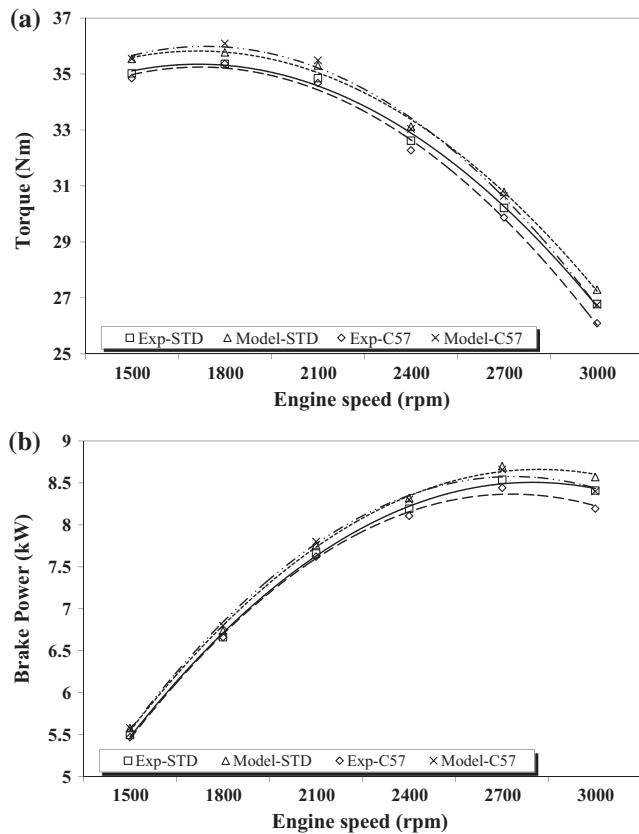 (a)
37
35
33
31
29
27
25
Torque (Nm)
Exp-STD Model-STD Exp-C57 Model-C57
1500 1800 2100 2400 2700 3000
Engine speed (rpm)
(b)
9
8.5
8
7.5
7
6.5
6
5.5
5
Brake Power (kW)
Exp-STD Model-STD Exp-C57 Model-C57
1500 1800 2100 2400 2700 3000
Engine speed (rpm)